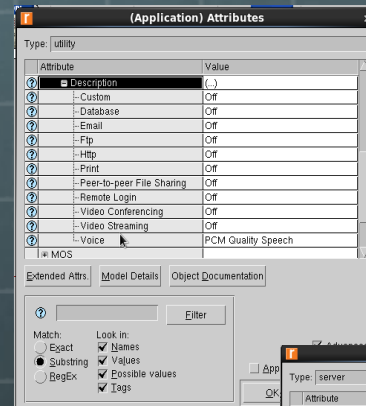 (Application) Attributes
Type: utility
Attribute Value
Description (...)
Custom Off
Database Off
Email Off
Ftp Off
Http Off
Print Off
Peer-to-peer File Sharing Off
Remote Login Off
Video Conferencing Off
Video Streaming Off
Voice PCM Quality Speech
MOS
Extended Attrs. Model Details Object Documentation
Filter
Match: Look in:
Exact Names
Substring Values
RegEx Possible values
Tags
App
OK
Type: server
Attribute